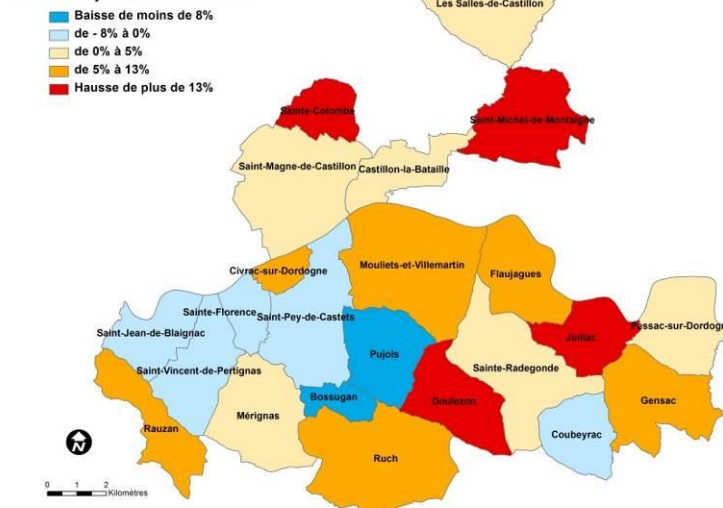 Baisse de moins de 8%
de - 8% à 0%
de 0% à 5%
de 5% à 13%
Hausse de plus de 13%
Les Salles-de-Castillon
Sainte-Colombe
Saint-Michel-de-Montaigne
Saint-Magne-de-Castillon
Castillon-la-Bataille
Civrac-sur-Dordogne
Mouliets-et-Villemartin
Flaujagues
Sainte-Florence
Saint-Pey-de-Castets
Saint-Jean-de-Blaignac
Pessac-sur-Dordogn
Juillac
Pujols
Sainte-Radegonde
Saint-Vincent-de-Pertignas
Bossugan
Doulezon
Gensac
Mérignas
Rauzan
Coubeyrac
Ruch
N
0 1 2
Kilomètres